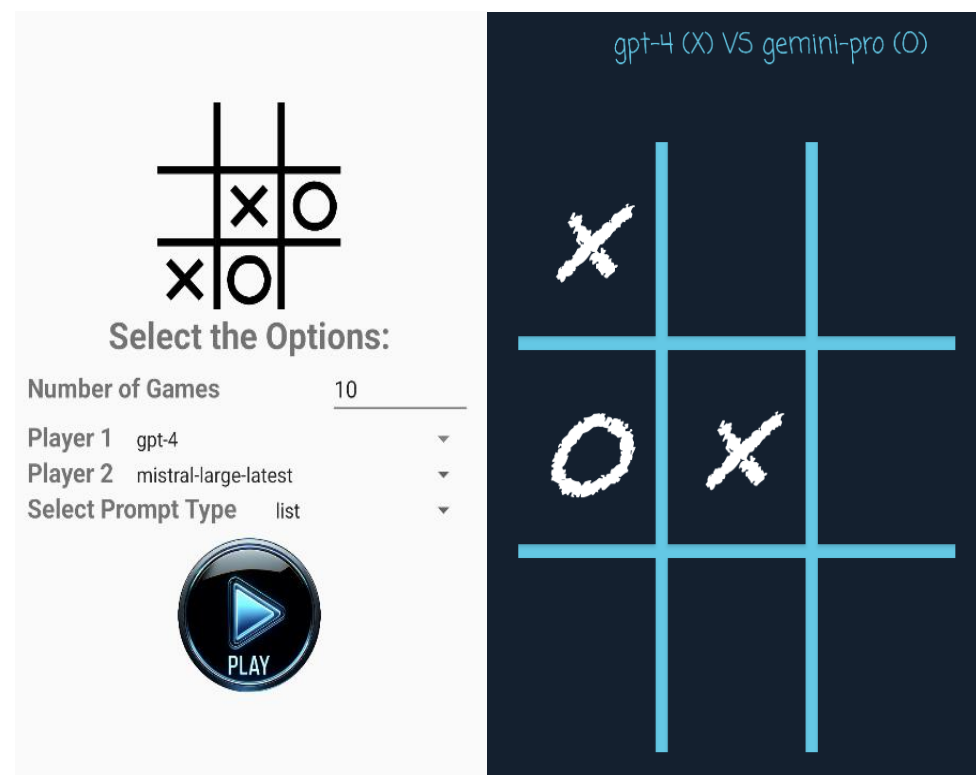 Select the Options:
Number of Games 10
Player 1 gpt-4
Player 2 mistral-large-latest
Select Prompt Type list
PLAY
gpt-4 (X) VS gemini-pro (O)